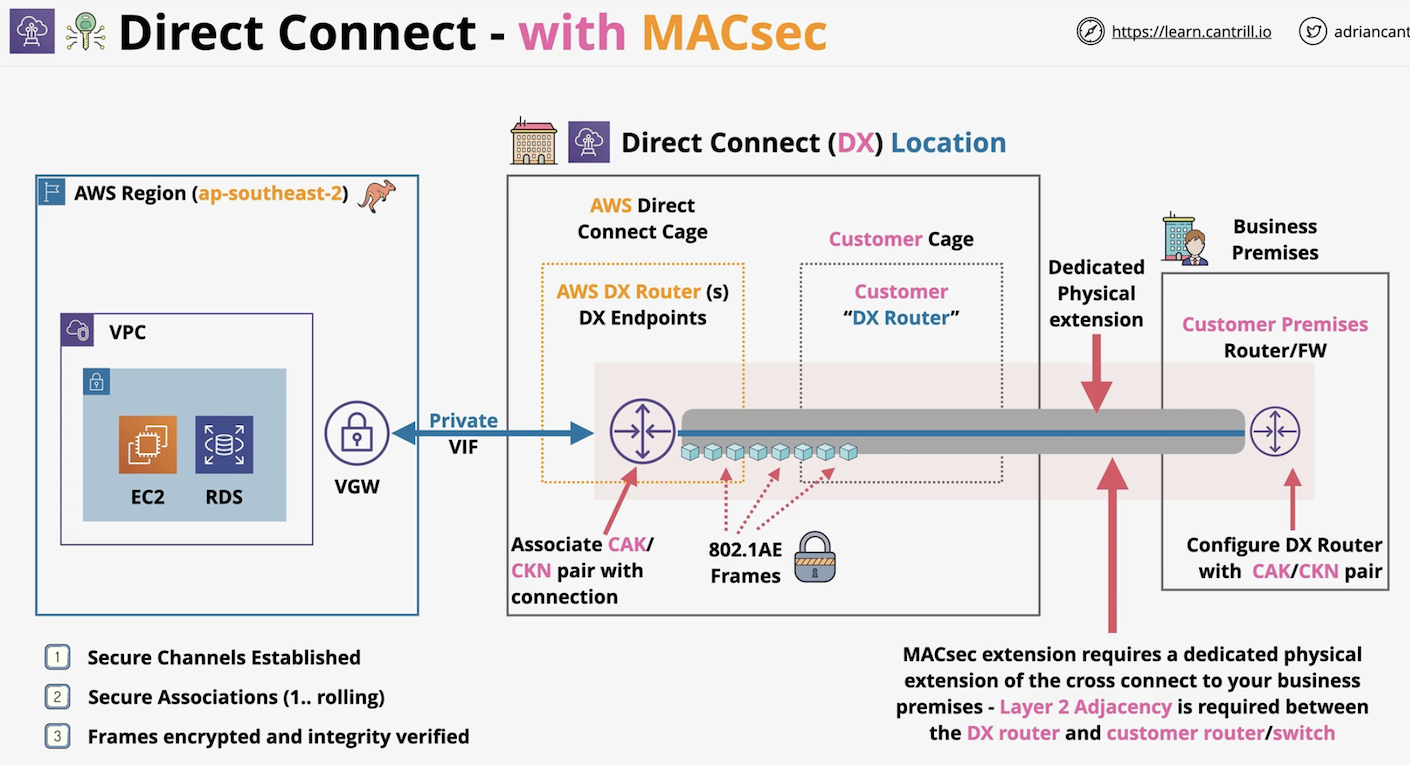 Direct Connect - with MACsec
https://learn.cantrill.io
adriancant
Direct Connect (DX) Location
AWS Region (ap-southeast-2)
AWS Direct
Connect Cage
Customer Cage
Business
Premises
Dedicated
Physical
extension
AWS DX Router (s)
DX Endpoints
Customer
“DX Router”
Customer Premises
Router/FW
VPC
EC2
RDS
VGW
Private
VIF
Associate CAK/
CKN pair with
connection
802.1AE
Frames
Configure DX Router
with CAK/CKN pair
1 Secure Channels Established
2 Secure Associations (1.. rolling)
3 Frames encrypted and integrity verified
MACsec extension requires a dedicated physical
extension of the cross connect to your business
premises - Layer 2 Adjacency is required between
the DX router and customer router/switch